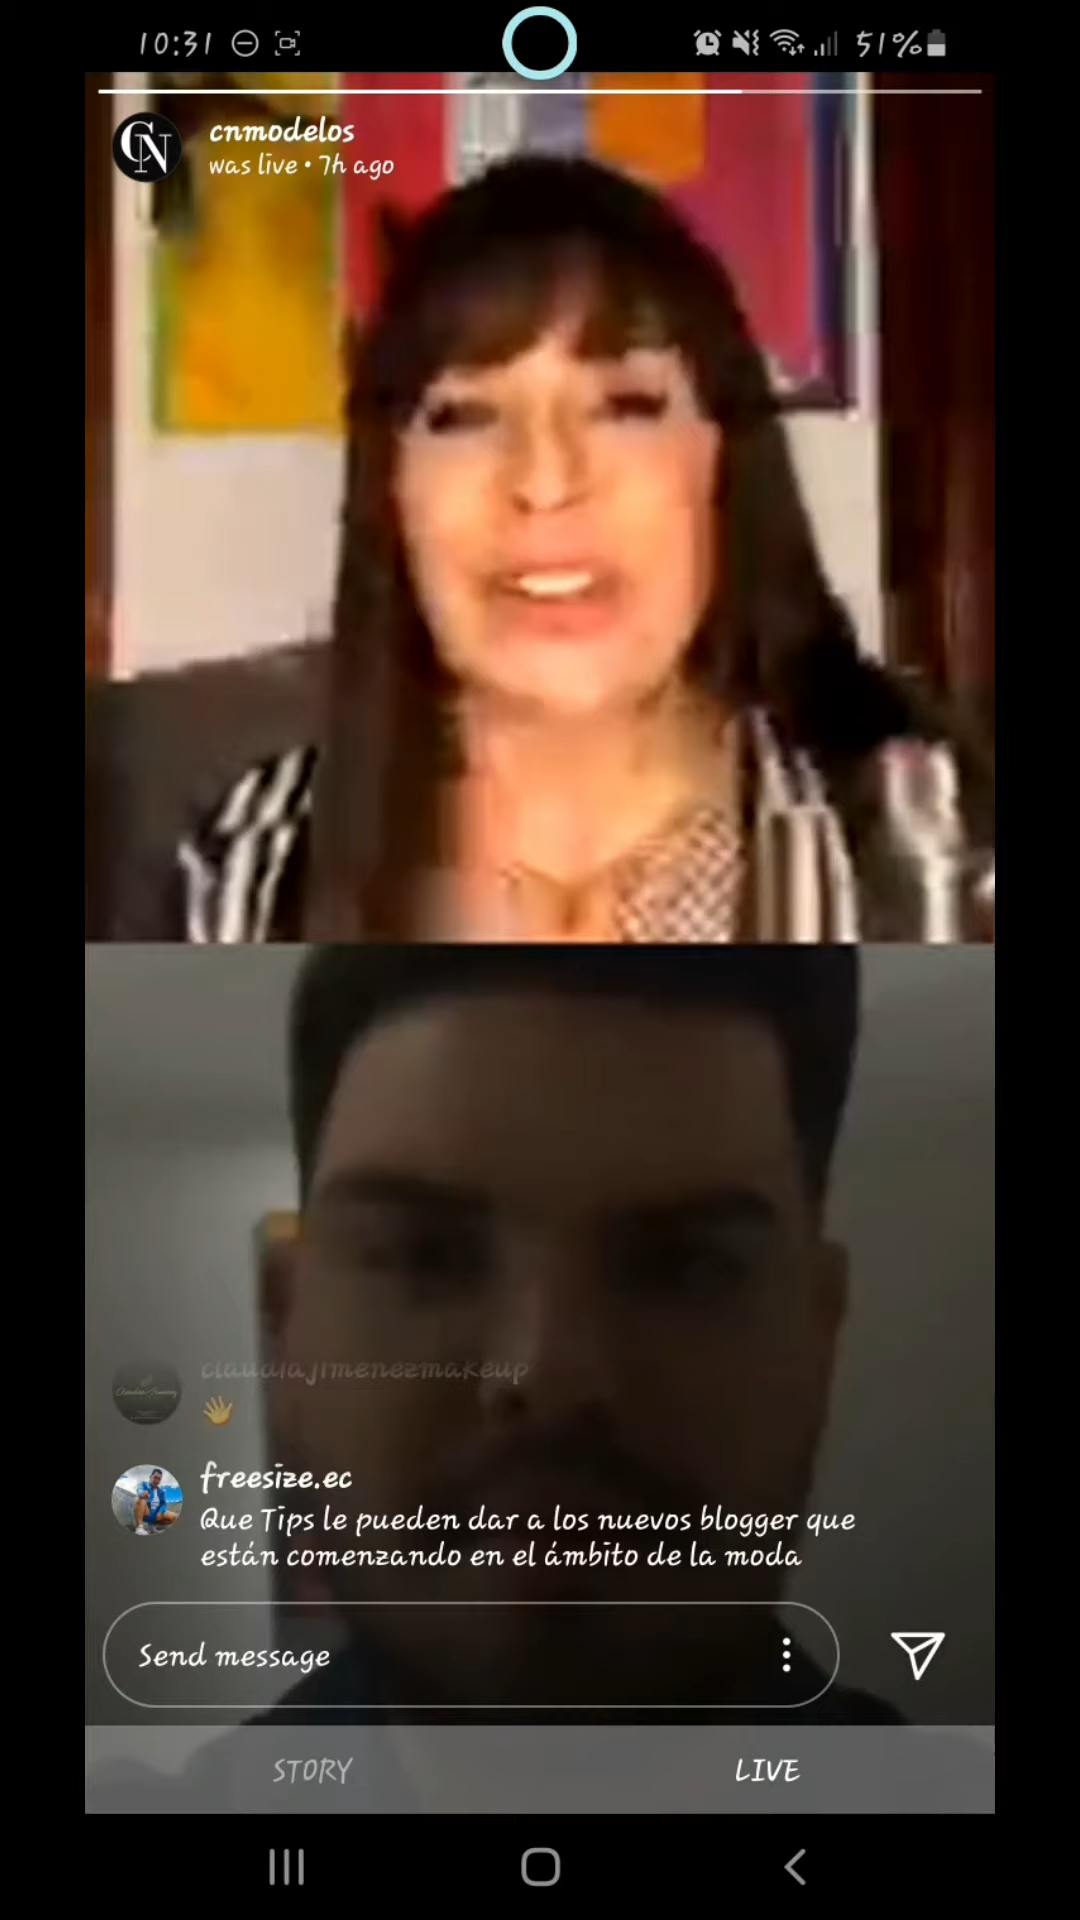 10:31
51%
CN
cnmodelos
was live • 7h ago
claudiajimenezmakeup
👋
freesize.ec
Que Tips le pueden dar a los nuevos blogger que
están comenzando en el ámbito de la moda
Send message
STORY
LIVE